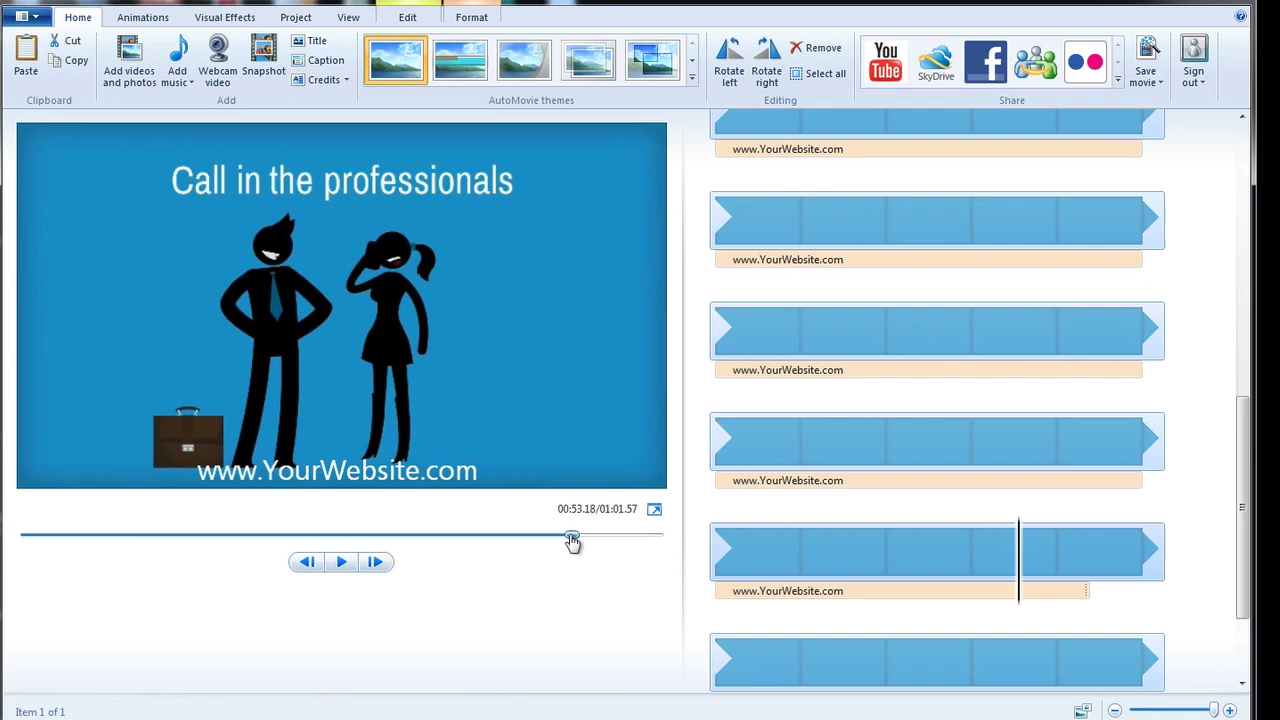 Home Animations Visual Effects Project View Edit Format
Paste
Cut
Copy
Clipboard
Add videos
and photos
Add
music
Webcam
video
Snapshot
Title
Caption
Credits
Add
AutoMovie themes
Rotate
left
Rotate
right
Remove
Select all
Editing
You
Tube
SkyDrive
Share
Save
movie
Sign
out
Call in the professionals
www.YourWebsite.com
00:53.18/01:01.57
www.YourWebsite.com
www.YourWebsite.com
www.YourWebsite.com
www.YourWebsite.com
www.YourWebsite.com
Item 1 of 1